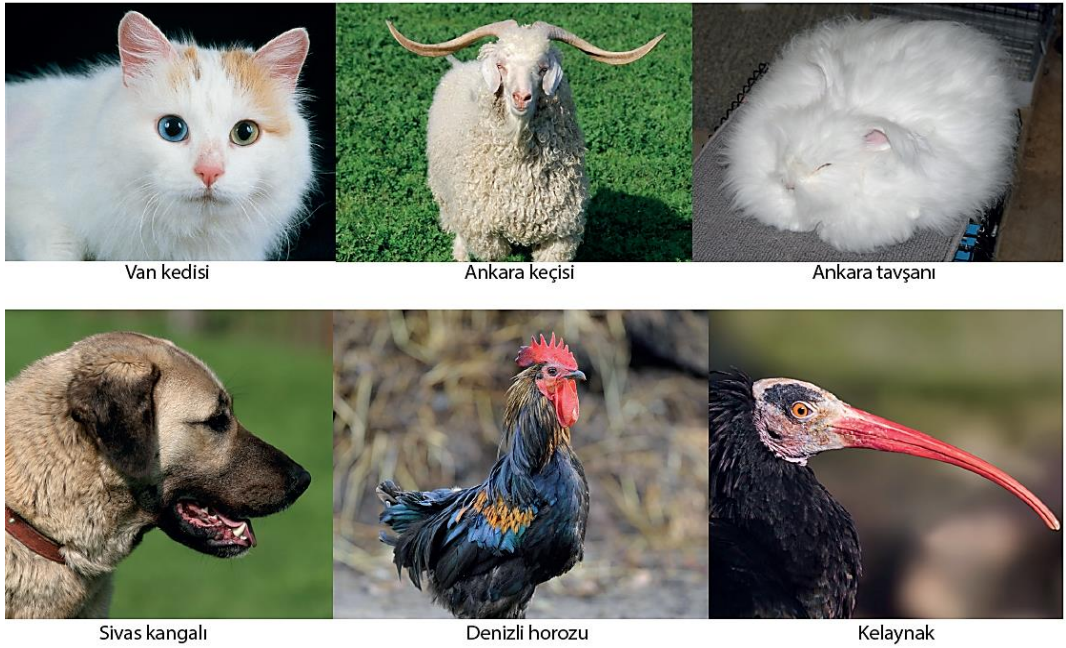 Van kedisi
Ankara keçisi
Ankara tavşanı
Sivas kangalı
Denizli horozu
Kelaynak